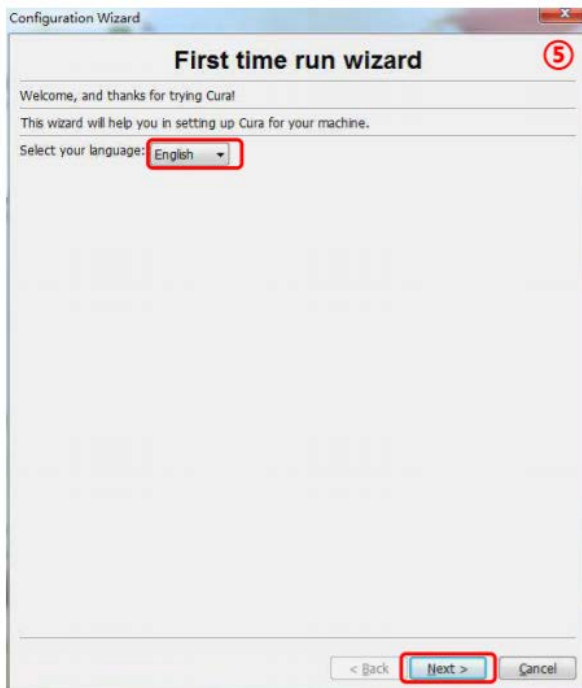 Configuration Wizard
First time run wizard
⑤
Welcome, and thanks for trying Cura!
This wizard will help you in setting up Cura for your machine.
Select your language: English
< Back Next > Cancel